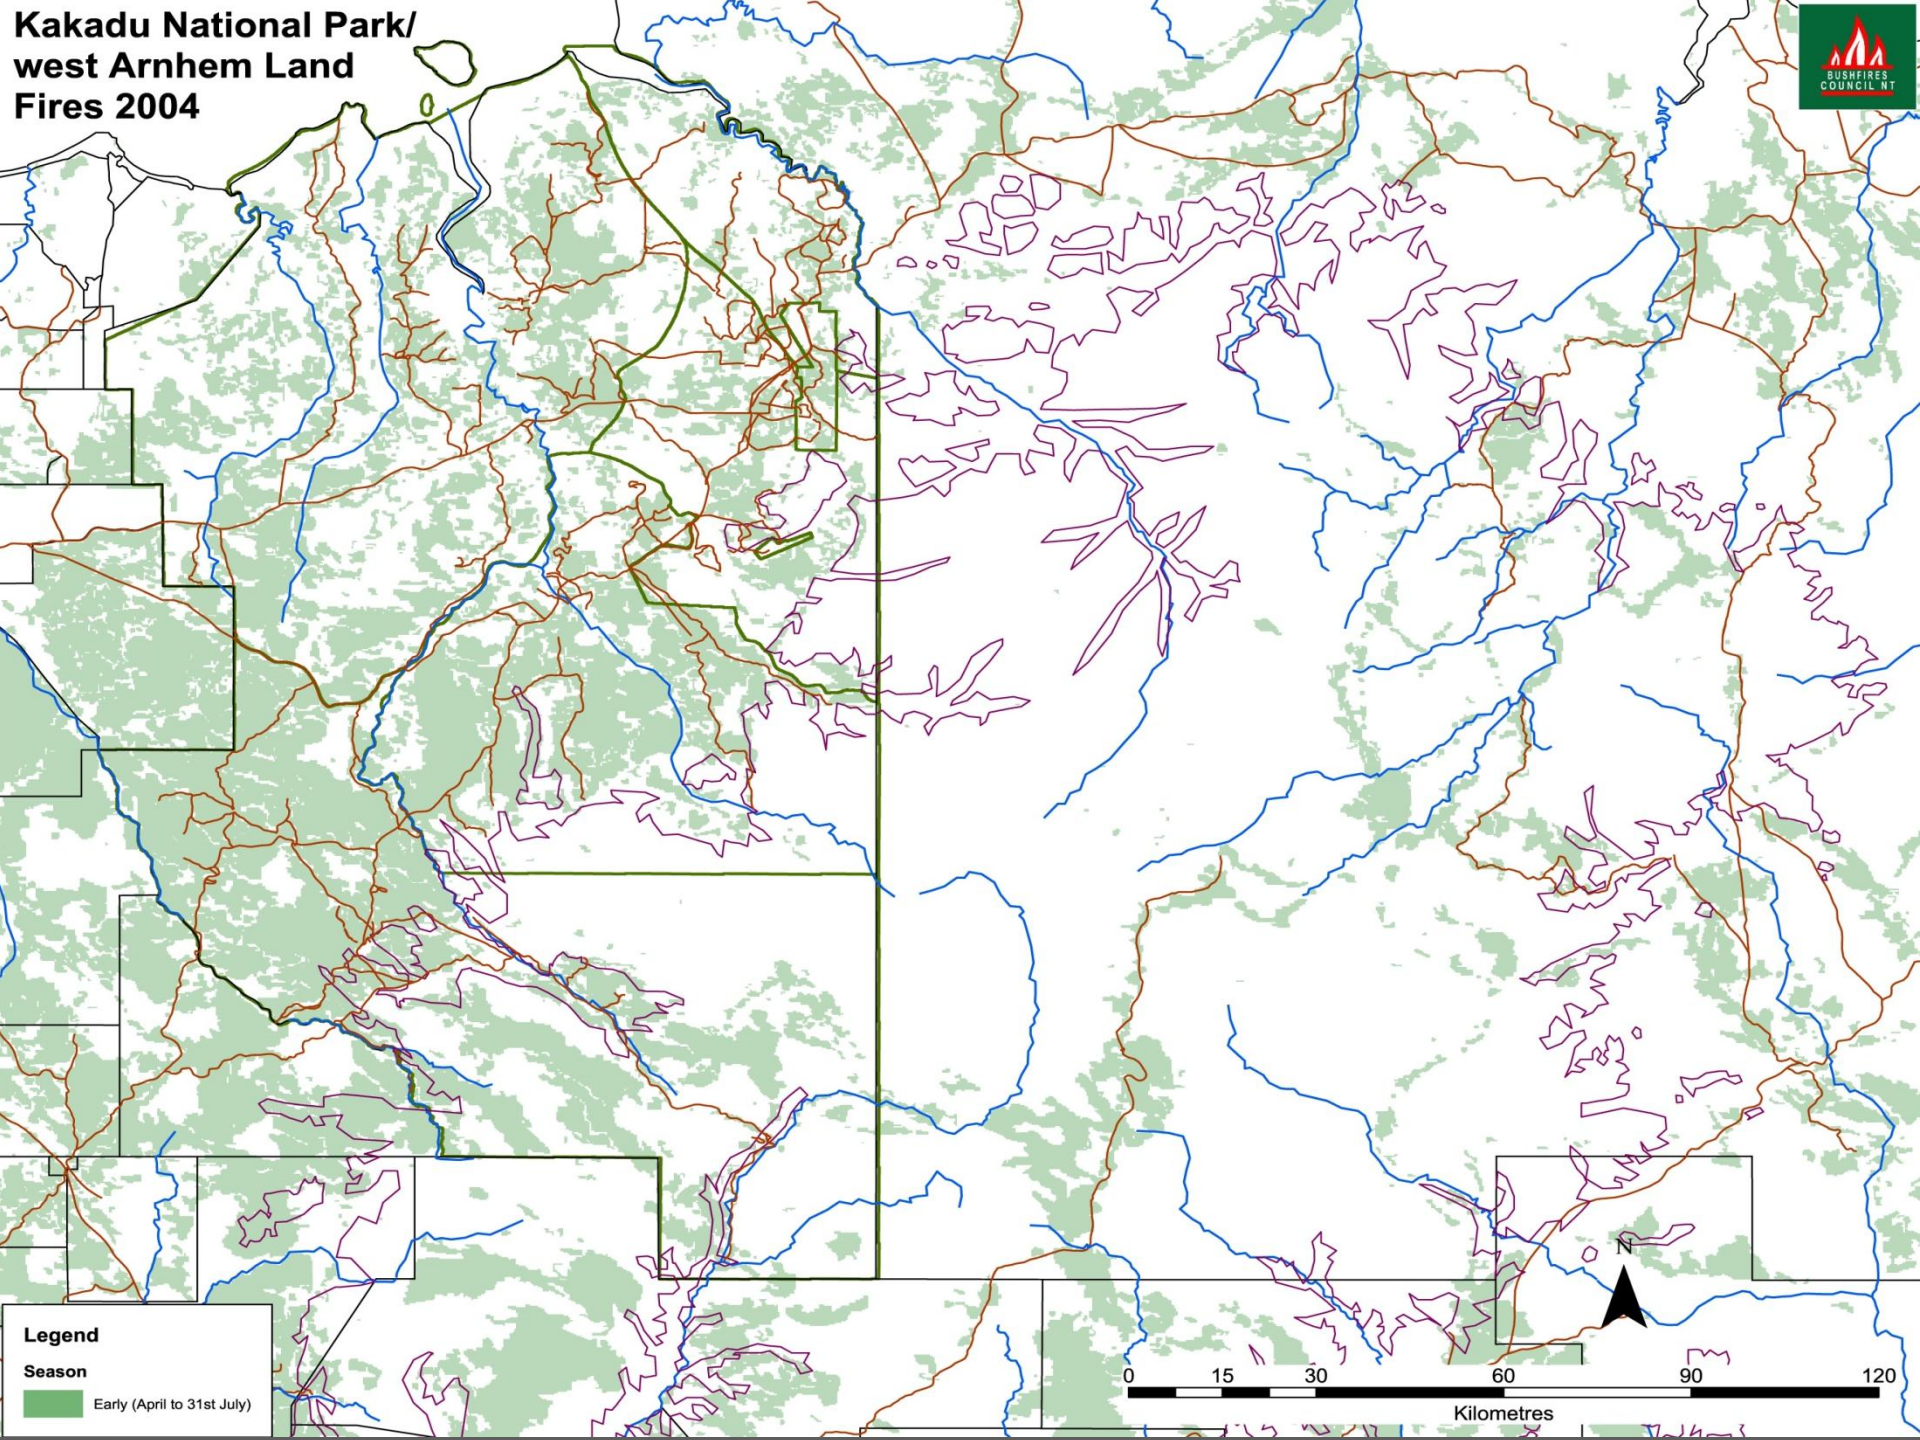 Kakadu National Park/
west Arnhem Land
Fires 2004
BUSHFIRES
COUNCIL NT
N
Legend
Season
Early (April to 31st July)
0 15 30 60 90 120
Kilometres